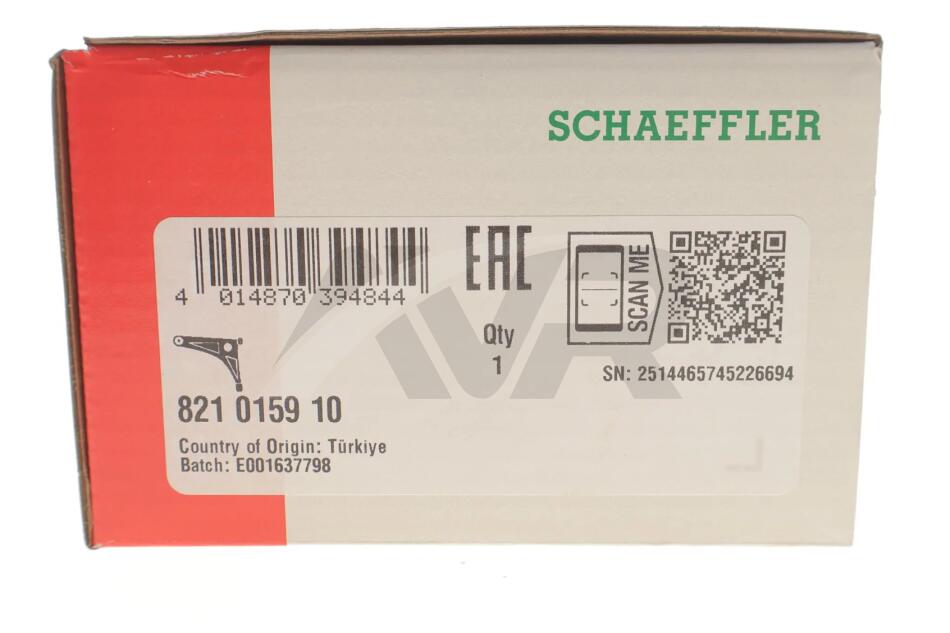 SCHAEFFLER
4 014870 394844
EAC
Qty
1
SCAN ME
SN: 2514465745226694
821 0159 10
Country of Origin: Türkiye
Batch: E001637798